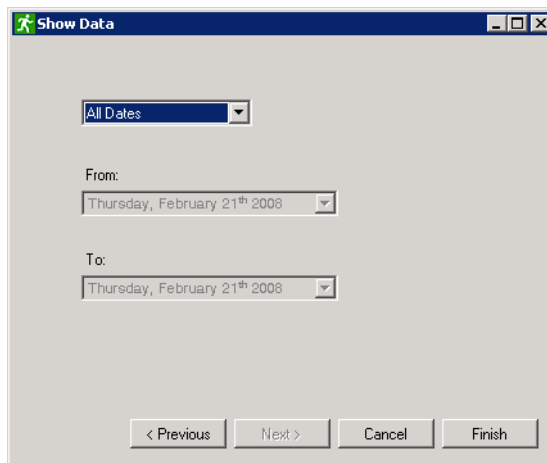 Show Data
All Dates
From:
Thursday, February 21th 2008
To:
Thursday, February 21th 2008
< Previous Next > Cancel Finish